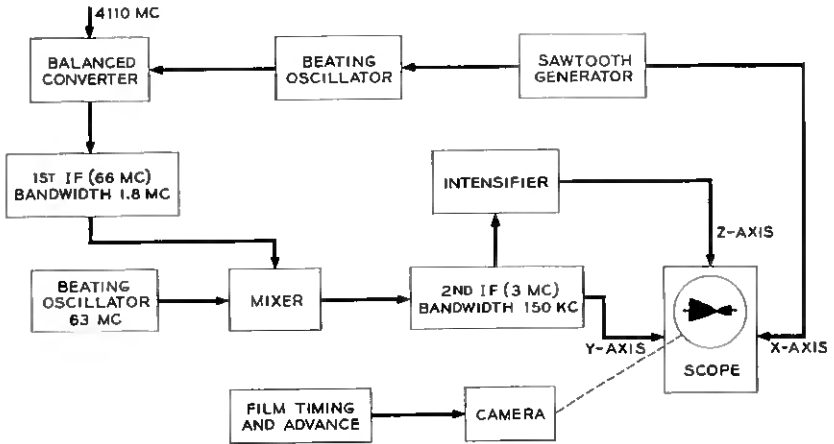 4110 MC
BALANCED
CONVERTER
BEATING
OSCILLATOR
SAWTOOTH
GENERATOR
1ST IF (66 MC)
BANDWIDTH 1.8 MC
INTENSIFIER
Z-AXIS
BEATING
OSCILLATOR
63 MC
MIXER
2ND IF (3 MC)
BANDWIDTH 150 KC
Y-AXIS
X-AXIS
SCOPE
FILM TIMING
AND ADVANCE
CAMERA